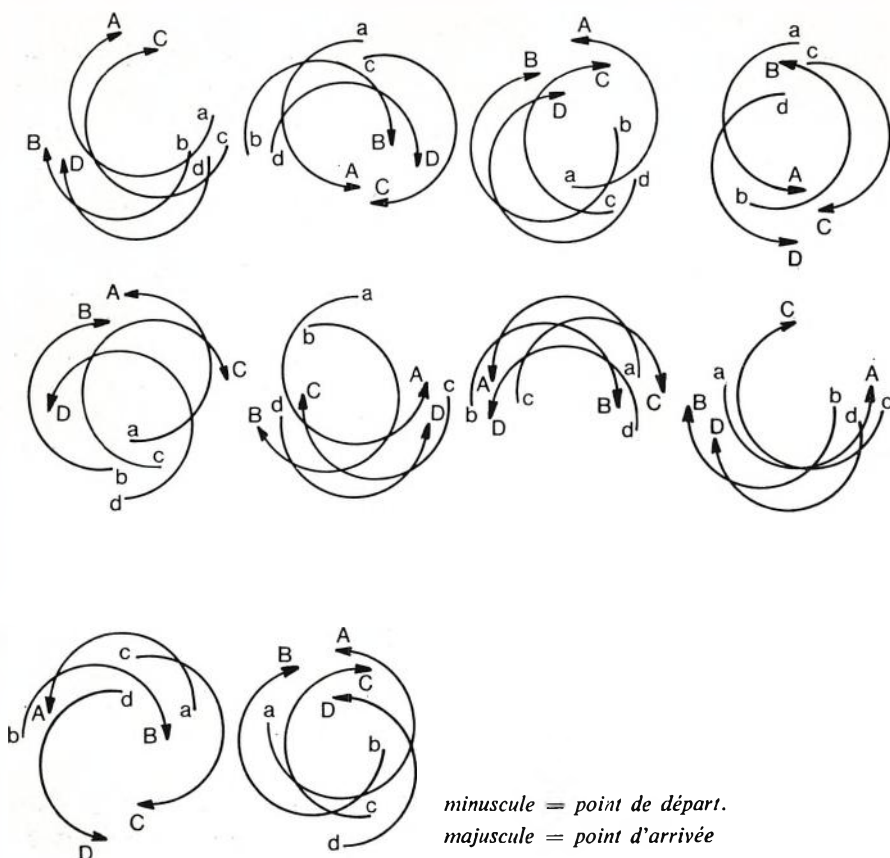 A
C
a
B b c
D d
a
c
b d B D
A C
A
B C
D
b
a d
c
a
c
B
d
A
b C
D
A
B
C
D
a
b c
d
a
b
A c
C
d D
B
a
A
b c B C
D d
C
a A
B b c
D d
c
d
A a
b B
C
D
A
B
C
a D
b
c
d
minuscule = point de départ.
majuscule = point d'arrivée